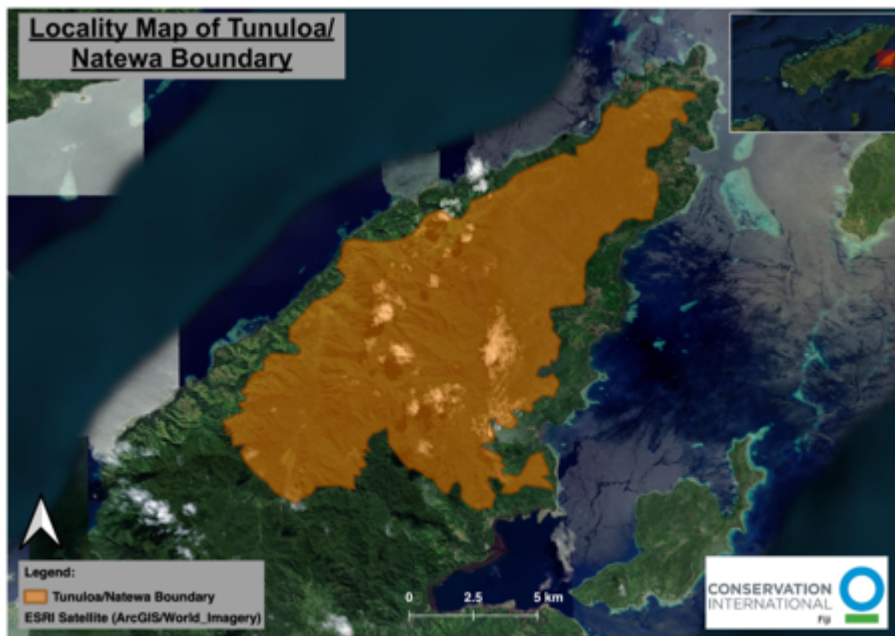 Locality Map of Tunuloa/
Natewa Boundary
Legend:
Tunuloa/Natewa Boundary
ESRI Satellite (ArcGIS/World_Imagery)
0 2.5 5 km
CONSERVATION
INTERNATIONAL
Fiji